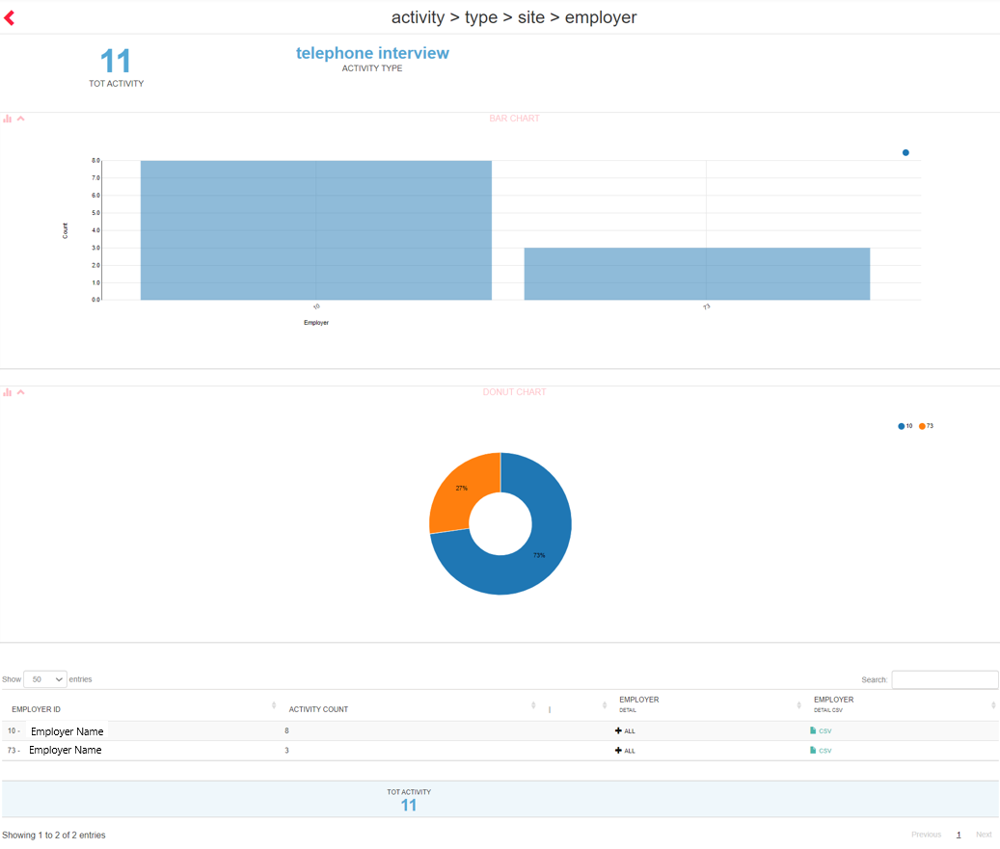 activity > type > site > employer
11
TOT ACTIVITY
telephone interview
ACTIVITY TYPE
BAR CHART
8.0
7.0
6.0
5.0
4.0
3.0
2.0
1.0
0.0
Count
10
73
Employer
DONUT CHART
10 73
27%
73%
Show 50 entries
Search:
EMPLOYER ID
ACTIVITY COUNT
|
EMPLOYER
DETAIL
EMPLOYER
DETAIL CSV
10 - Employer Name 8 ALL CSV
73 - Employer Name 3 ALL CSV
TOT ACTIVITY
11
Showing 1 to 2 of 2 entries
Previous 1 Next